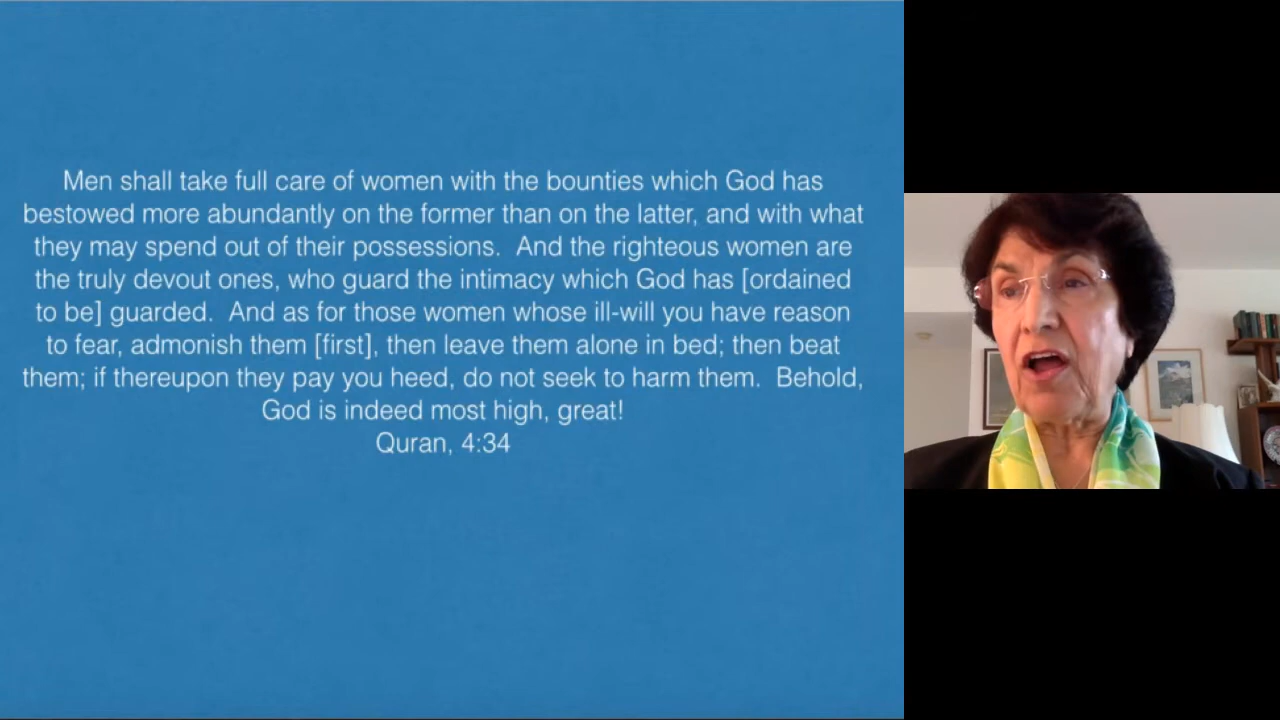 Men shall take full care of women with the bounties which God has
bestowed more abundantly on the former than on the latter, and with what
they may spend out of their possessions.  And the righteous women are
the truly devout ones, who guard the intimacy which God has [ordained
to be] guarded.  And as for those women whose ill-will you have reason
to fear, admonish them [first], then leave them alone in bed; then beat
them; if thereupon they pay you heed, do not seek to harm them.  Behold,
God is indeed most high, great!
Quran, 4:34